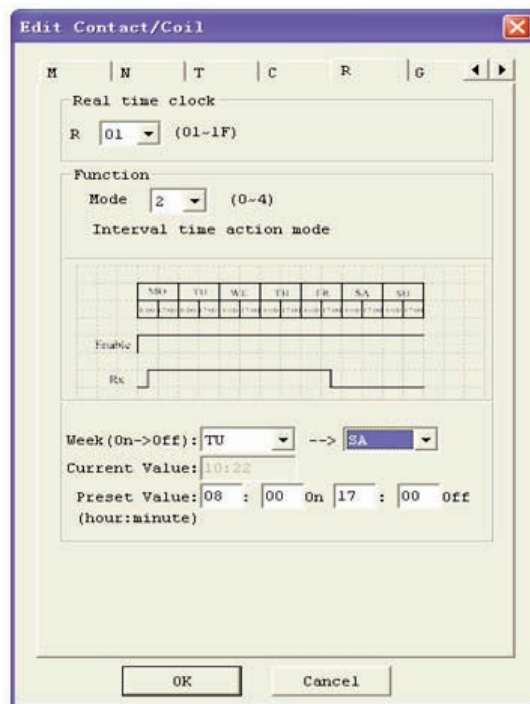 Edit Contact/Coil
M N T C R G
Real time clock
R 01 (01~1F)
Function
Mode 2 (0~4)
Interval time action mode
MO TU WE TH FR SA SU
Enable
Rx
Week(On->Off): TU --> SA
Current Value: 10:22
Preset Value: 08 : 00 On 17 : 00 Off
(hour:minute)
OK Cancel